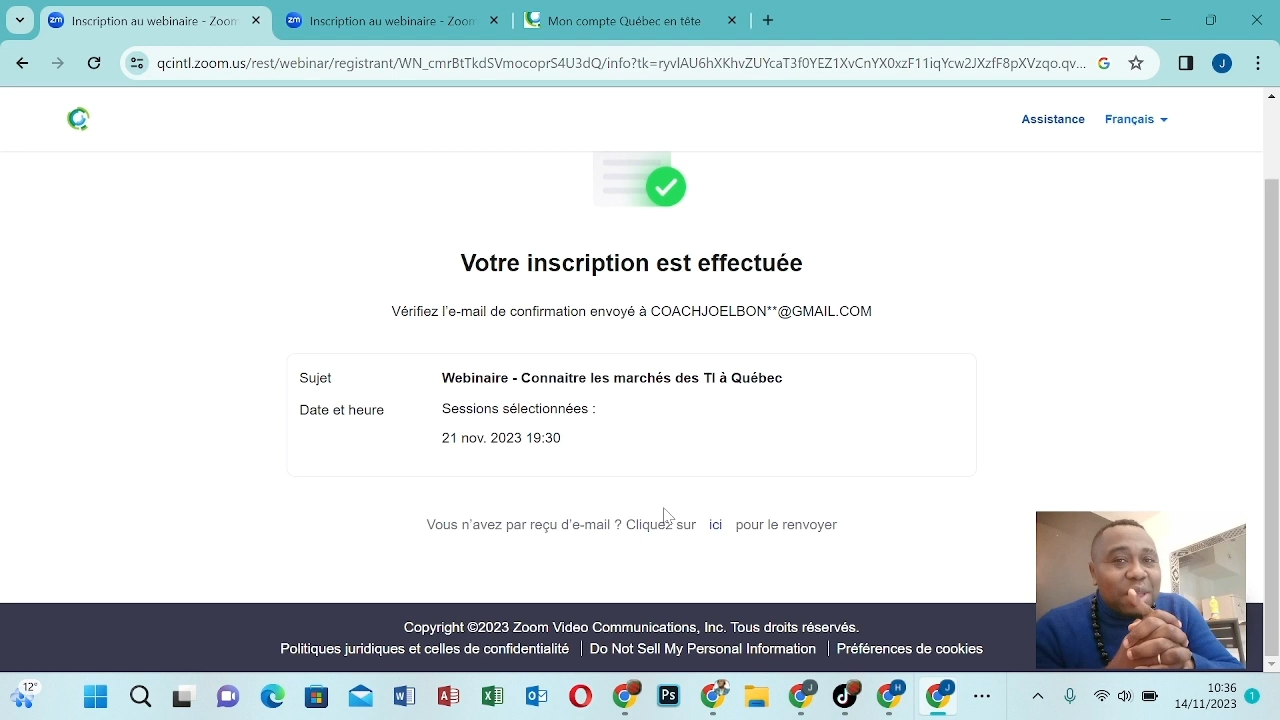 Inscription au webinaire - Zoom
Inscription au webinaire - Zoom
Mon compte Québec en tête
qcintl.zoom.us/rest/webinar/registrant/WN_cmrBtTkdSVmocoprS4U3dQ/info?tk=ryvlAU6hXKhvZUYcaT3f0YEZ1XvCnYX0xzF11iqYcw2JXzfF8pXVzqo.qv...
J
Assistance
Français
Votre inscription est effectuée
Vérifiez l'e-mail de confirmation envoyé à COACHJOELBON**@GMAIL.COM
Sujet
Webinaire - Connaitre les marchés des TI à Québec
Date et heure
Sessions sélectionnées :
21 nov. 2023 19:30
Vous n'avez par reçu d'e-mail ? Cliquez sur ici pour le renvoyer
Copyright ©2023 Zoom Video Communications, Inc. Tous droits réservés.
Politiques juridiques et celles de confidentialité
Do Not Sell My Personal Information
Préférences de cookies
12°
10:36
14/11/2023
1